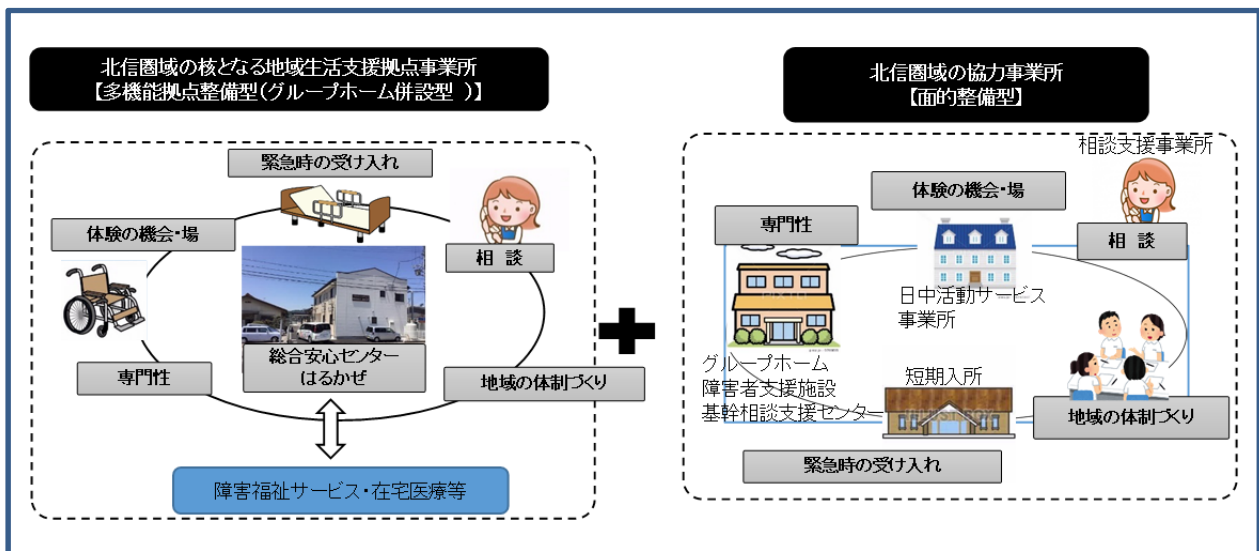 北信圏域の核となる地域生活支援拠点事業所
【多機能拠点整備型(グループホーム併設型 )】
緊急時の受け入れ
体験の機会・場
相 談
総合安心センター
はるかぜ
専門性
地域の体制づくり
障害福祉サービス・在宅医療等
北信圏域の協力事業所
【面的整備型】
相談支援事業所
体験の機会・場
専門性
相 談
日中活動サービス
事業所
グループホーム
障害者支援施設
基幹相談支援センター
短期入所
地域の体制づくり
緊急時の受け入れ